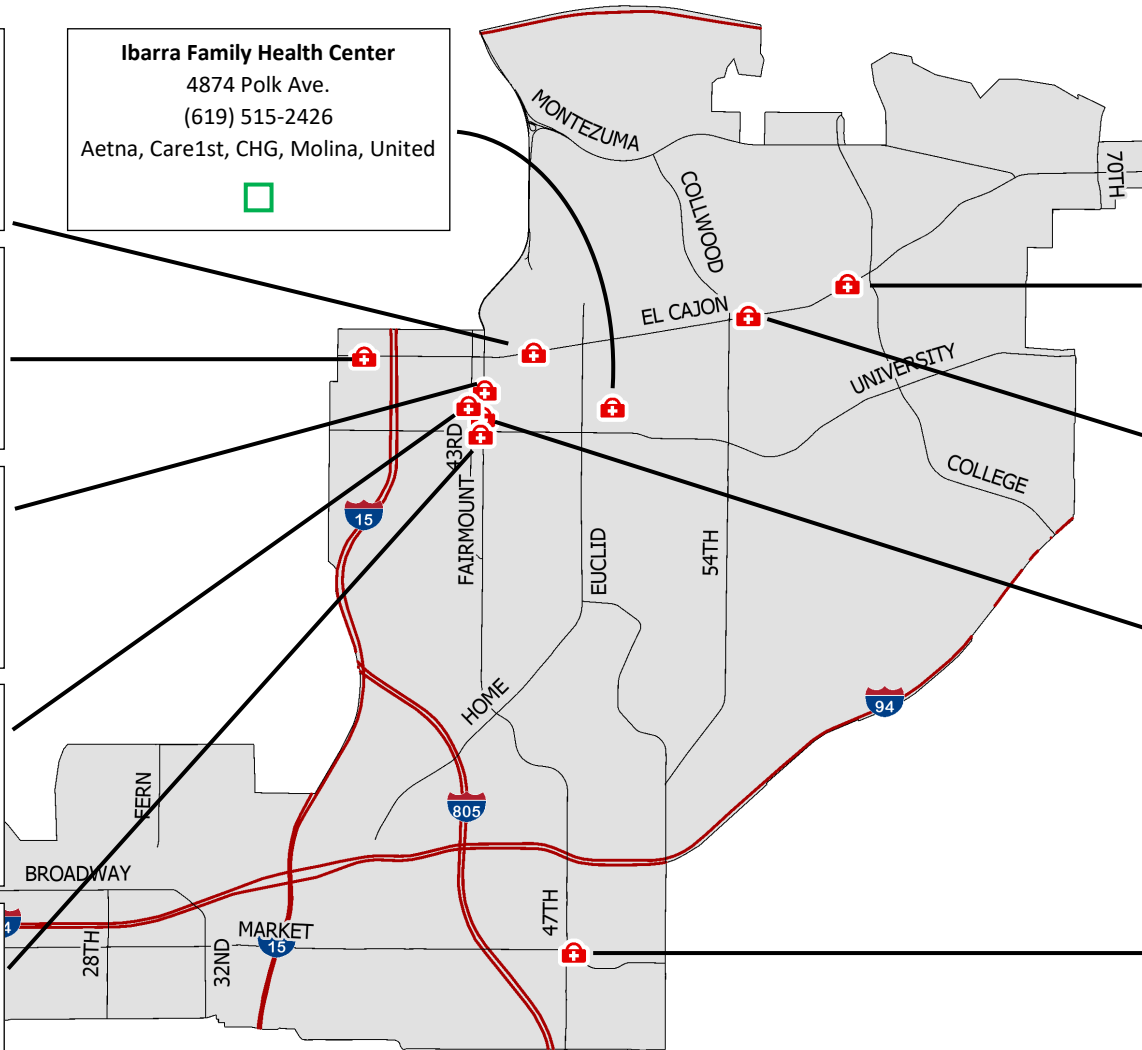 Ibarra Family Health Center
4874 Polk Ave.
(619) 515-2426
Aetna, Care1st, CHG, Molina, United
MONTEZUMA
70TH
COLLWOOD
EL CAJON
UNIVERSITY
43RD
COLLEGE
15
FAIRMOUNT
EUCLID
54TH
HOME
94
FERN
805
BROADWAY
4
28TH
32ND
MARKET
15
47TH